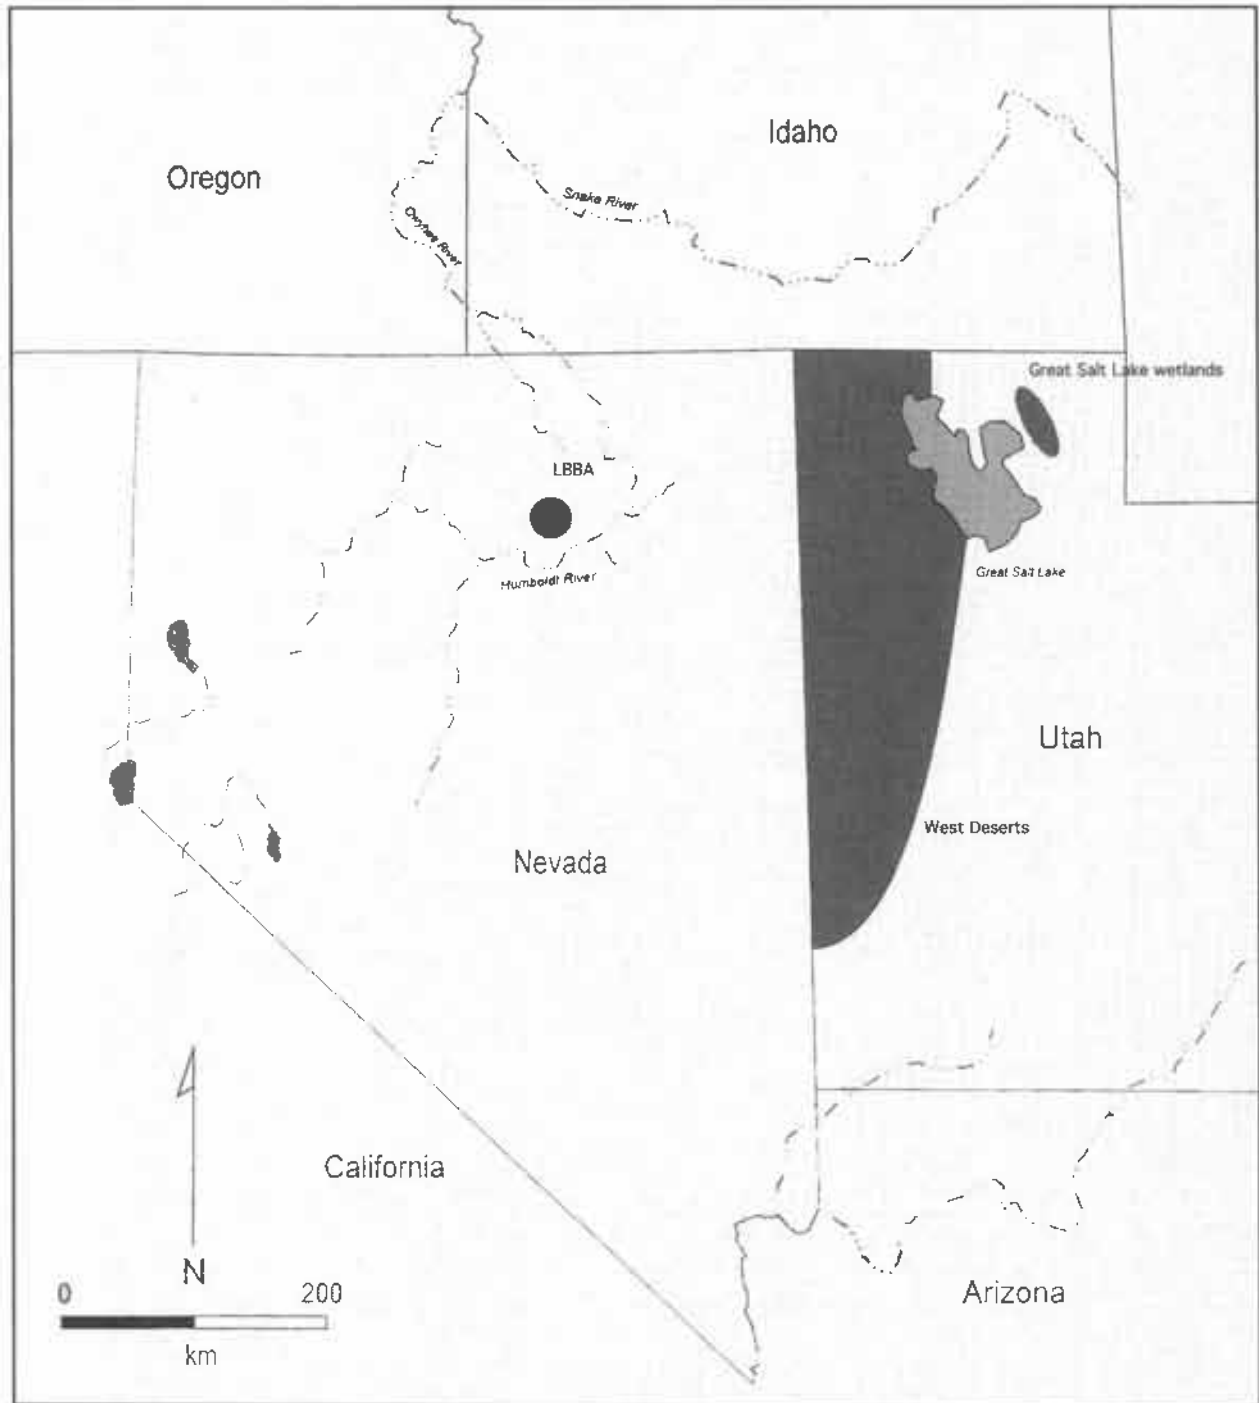 Idaho
Oregon
Snake River
Owyhee River
Great Salt Lake wetlands
LBBA
Great Salt Lake
Humboldt River
Utah
West Deserts
Nevada
California
N
Arizona
0 200
km